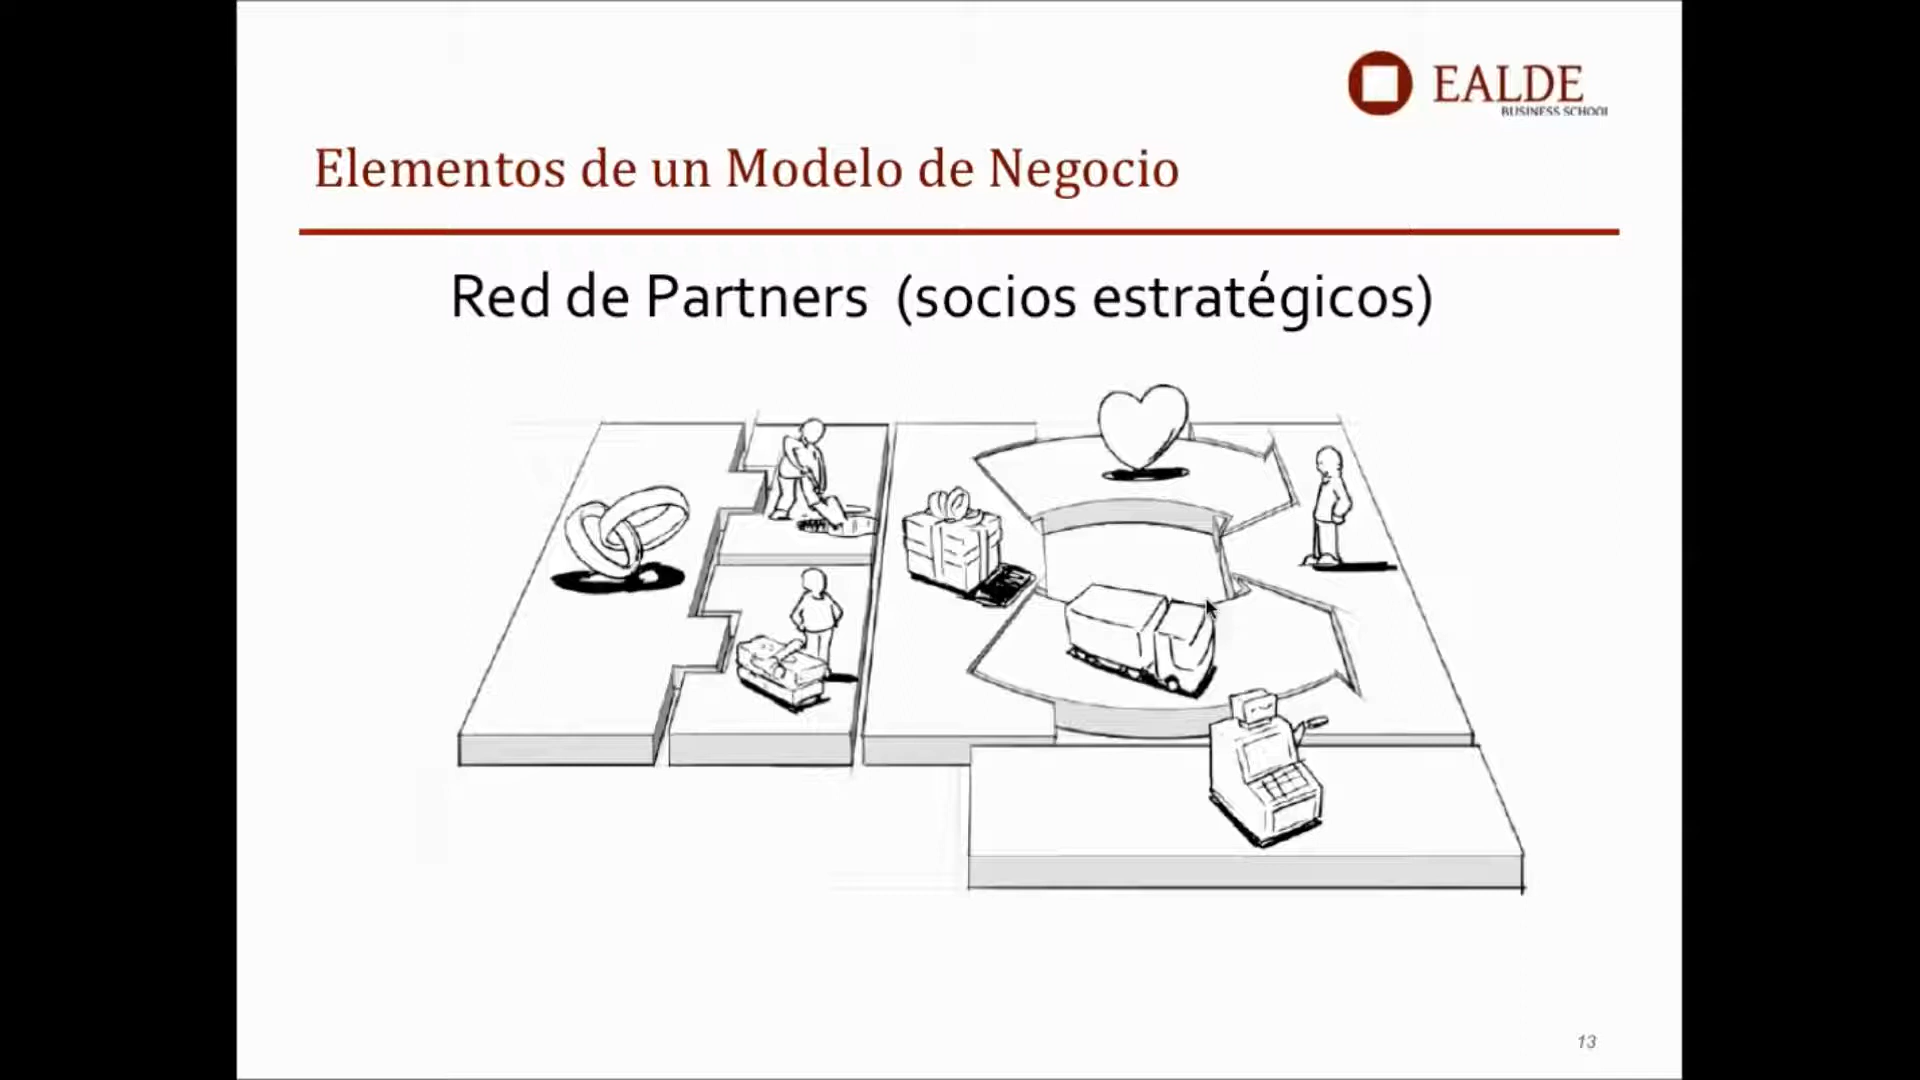 EALDE
BUSINESS SCHOOL
Elementos de un Modelo de Negocio
Red de Partners (socios estratégicos)
13